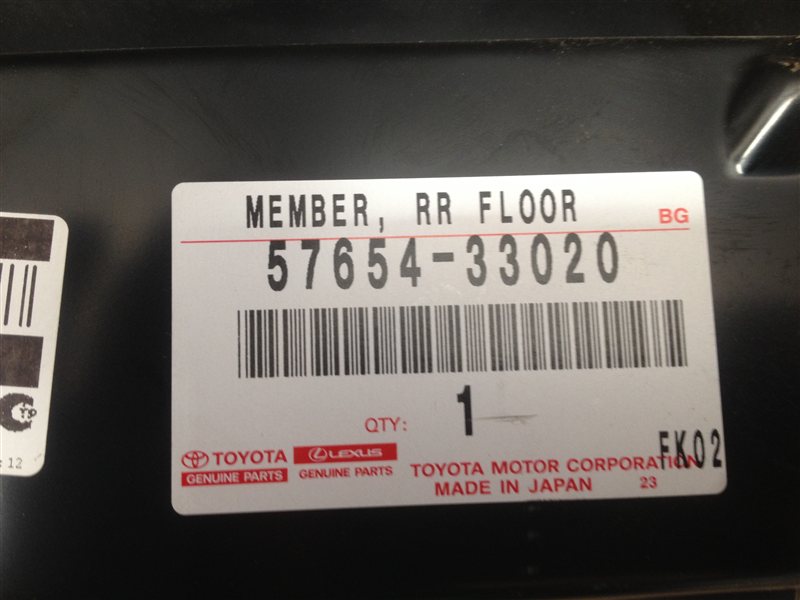 MEMBER, RR FLOOR
BG
57654-33020
QTY: 1
TOYOTA
GENUINE PARTS
LEXUS
GENUINE PARTS
TOYOTA MOTOR CORPORATION
FK02
MADE IN JAPAN 23
: 12